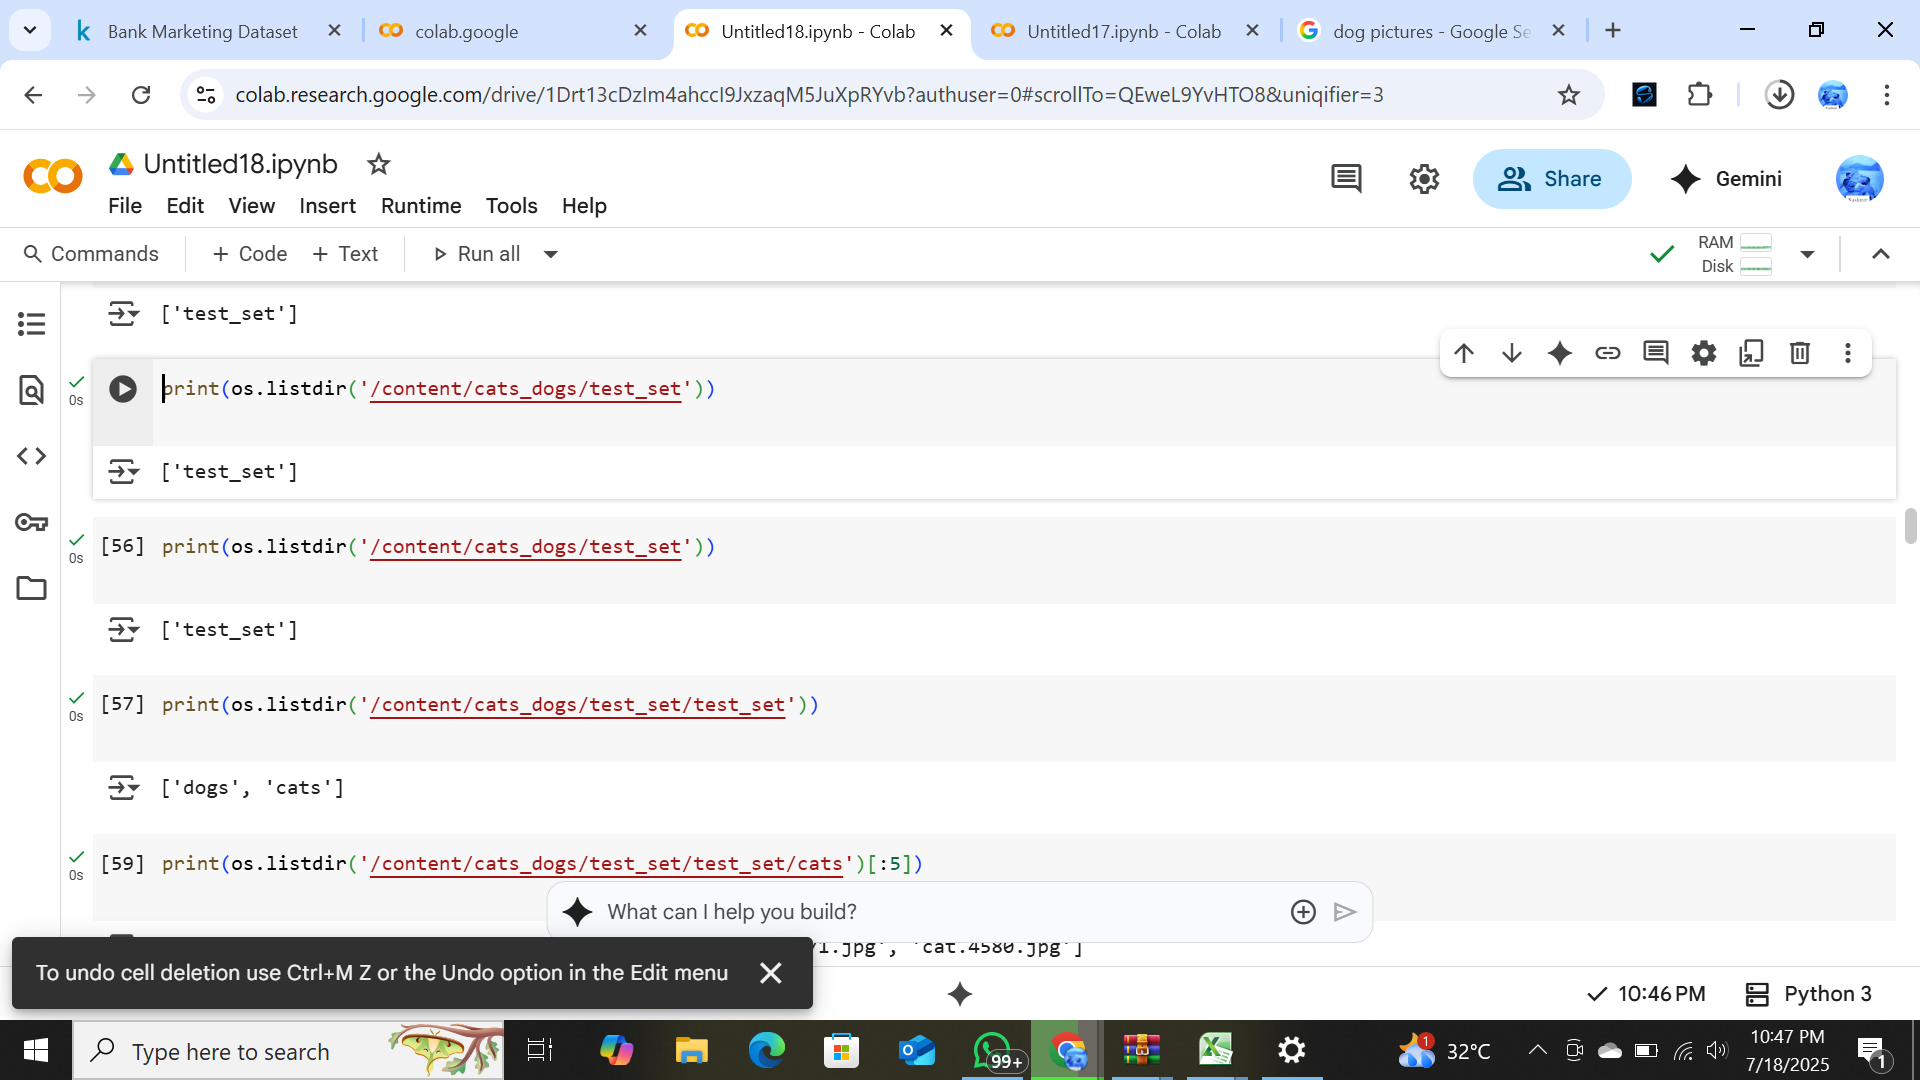 Bank Marketing Dataset
colab.google
Untitled18.ipynb - Colab
Untitled17.ipynb - Colab
dog pictures - Google Se
colab.research.google.com/drive/1Drt13cDzIm4ahccI9JxzaqM5JuXpRYvb?authuser=0#scrollTo=QEweL9YvHTO8&uniqifier=3
Untitled18.ipynb
Share
Gemini
File Edit View Insert Runtime Tools Help
Commands + Code + Text Run all
RAM
Disk
['test_set']
0s
print(os.listdir('/content/cats_dogs/test_set'))
['test_set']
0s
[56] print(os.listdir('/content/cats_dogs/test_set'))
['test_set']
0s
[57] print(os.listdir('/content/cats_dogs/test_set/test_set'))
['dogs', 'cats']
0s
[59] print(os.listdir('/content/cats_dogs/test_set/test_set/cats')[:5])
What can I help you build?
1.jpg', 'cat.4580.jpg']
To undo cell deletion use Ctrl+M Z or the Undo option in the Edit menu
10:46 PM
Python 3
Type here to search
99+
1
32°C
10:47 PM
7/18/2025
1